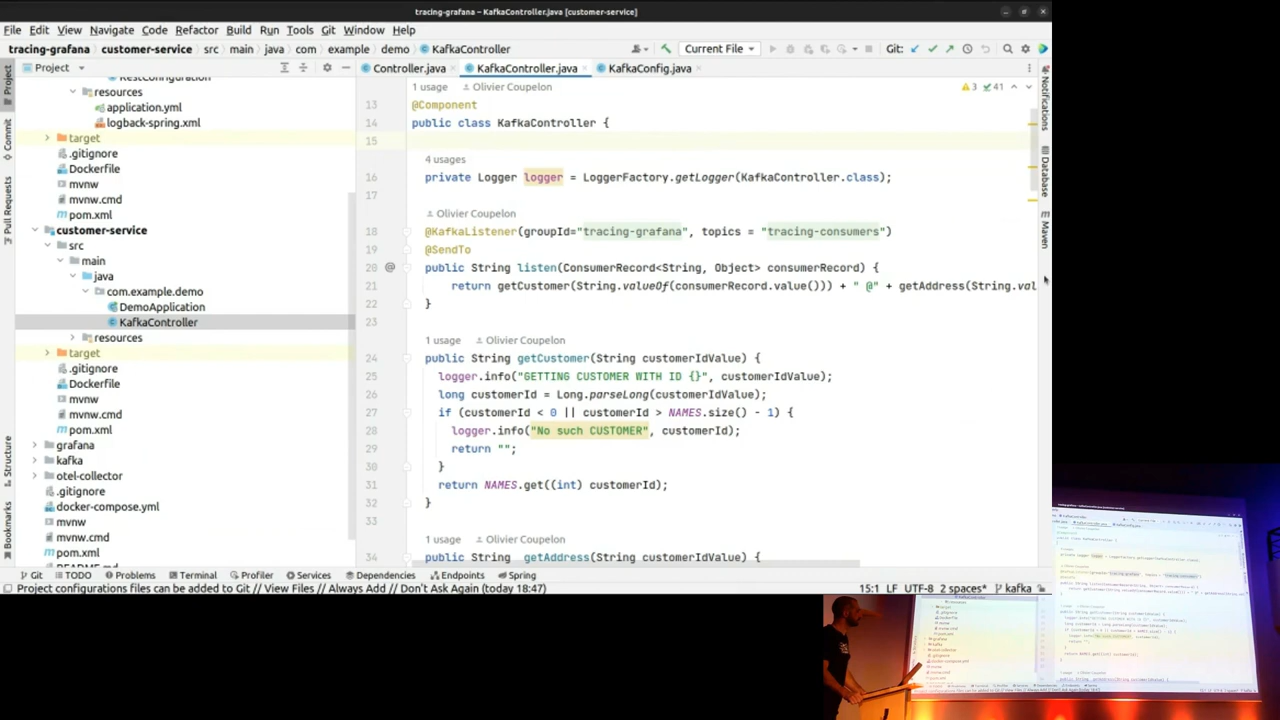 tracing-grafana – KafkaController.java [customer-service]
File Edit View Navigate Code Refactor Build Run Tools Git Window Help
tracing-grafana customer-service src main java com example demo KafkaController Current File Git:
Project Controller.java KafkaController.java KafkaConfig.java
RestConfiguration
resources
application.yml
logback-spring.xml
target
.gitignore
Dockerfile
mvnw
mvnw.cmd
pom.xml
customer-service
src
main
java
com.example.demo
DemoApplication
KafkaController
resources
target
.gitignore
Dockerfile
mvnw
mvnw.cmd
pom.xml
grafana
kafka
otel-collector
.gitignore
docker-compose.yml
mvnw
mvnw.cmd
pom.xml
Project
Commit
Pull Requests
Structure
Bookmarks
1 usage Olivier Coupelon 3 41
13 @Component
14 public class KafkaController {
15
4 usages
16 private Logger logger = LoggerFactory.getLogger(KafkaController.class);
17
Olivier Coupelon
18 @KafkaListener(groupId="tracing-grafana", topics = "tracing-consumers")
19 @SendTo
20 public String listen(ConsumerRecord<String, Object> consumerRecord) {
21 return getCustomer(String.valueOf(consumerRecord.value())) + " @" + getAddress(String.val
22 }
23
1 usage Olivier Coupelon
24 public String getCustomer(String customerIdValue) {
25 logger.info("GETTING CUSTOMER WITH ID {}", customerIdValue);
26 long customerId = Long.parseLong(customerIdValue);
27 if (customerId < 0 || customerId > NAMES.size() - 1) {
28 logger.info("No such CUSTOMER", customerId);
29 return "";
30 }
31 return NAMES.get((int) customerId);
32 }
33
1 usage Olivier Coupelon
34 public String getAddress(String customerIdValue) {
Notifications
Database
Maven
Git TODO Problems Terminal Profiler Services Dependencies Endpoints Spring
Project configurations files can be added to Git // View Files // Always Add // Don't Ask Again (today 18:47) 15:1 LF UTF-8 2 spaces* kafka